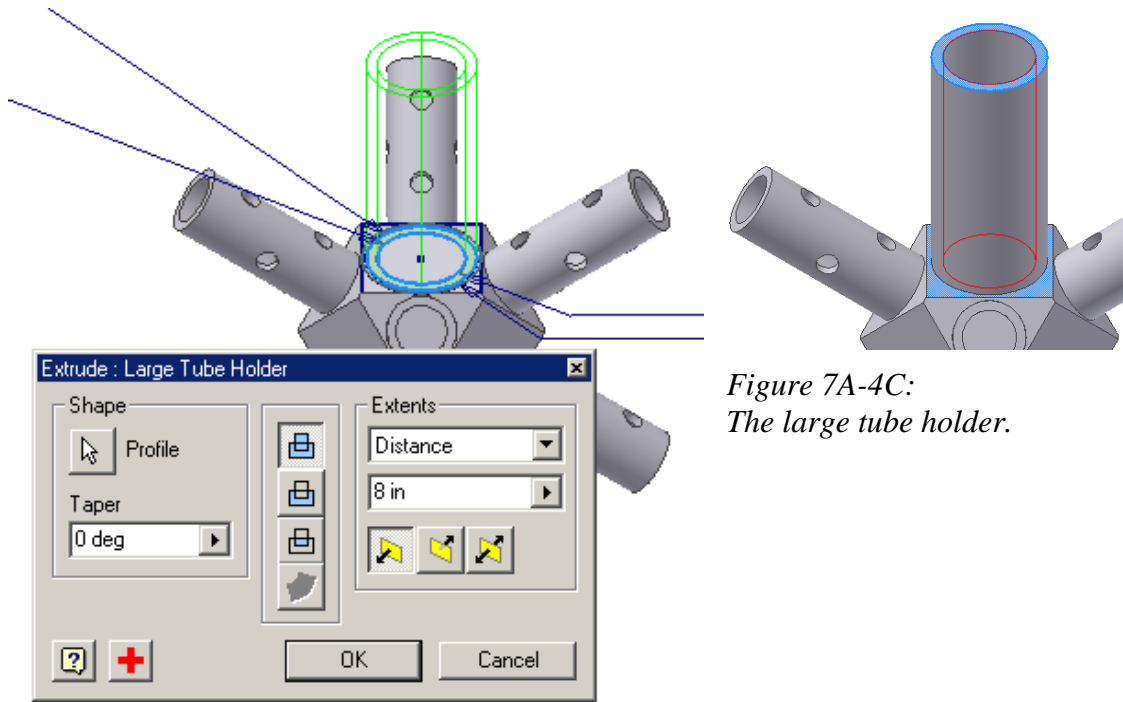 Extrude : Large Tube Holder
Shape
Profile
Taper
0 deg
Extents
Distance
8 in
OK
Cancel
Figure 7A-4C:
The large tube holder.